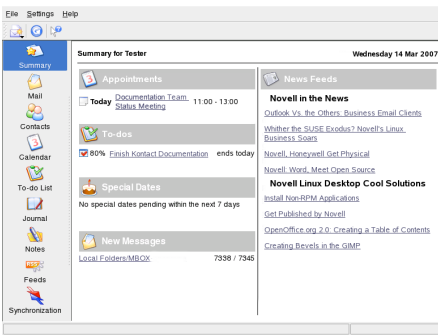 File Settings Help
Summary
Mail
Contacts
Calendar
To-do List
Journal
Notes
Feeds
Synchronization
Summary for Tester
Wednesday 14 Mar 2007
Appointments
Today Documentation Team Status Meeting 11:00 - 13:00
To-dos
80% Finish Kontact Documentation ends today
Special Dates
No special dates pending within the next 7 days
New Messages
Local Folders/MBOX 7338 / 7345
News Feeds
Novell in the News
Outlook Vs. the Others: Business Email Clients
Whither the SUSE Exodus? Novell's Linux
Business Soars
Novell, Honeywell Get Physical
Novell: Word, Meet Open Source
Novell Linux Desktop Cool Solutions
Install Non-RPM Applications
Get Published by Novell
OpenOffice.org 2.0: Creating a Table of Contents
Creating Bevels in the GIMP